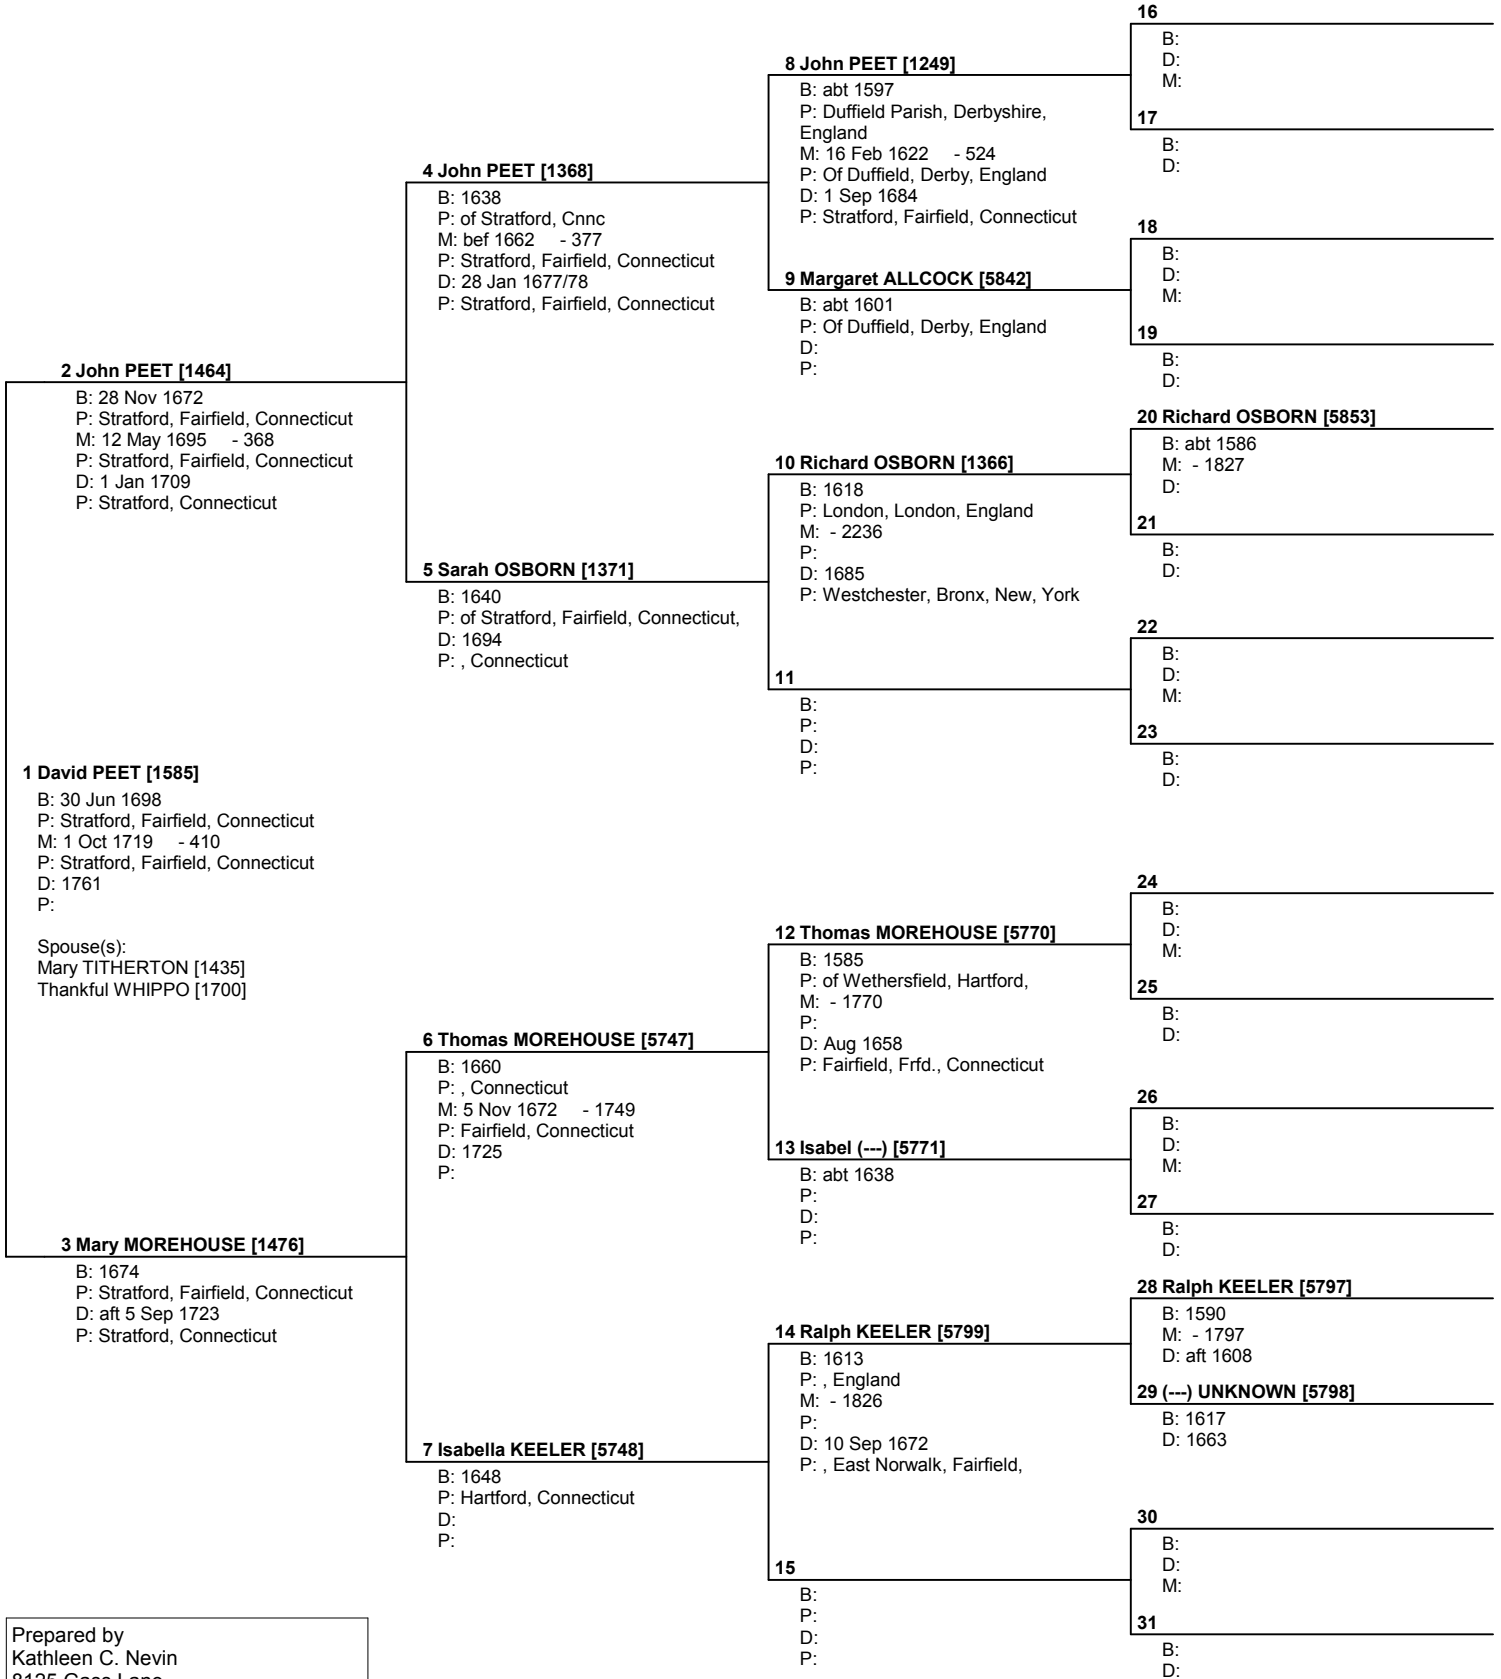 1 David PEET [1585]
B: 30 Jun 1698
P: Stratford, Fairfield, Connecticut
M: 1 Oct 1719 - 410
P: Stratford, Fairfield, Connecticut
D: 1761
P:
Spouse(s):
Mary TITHERTON [1435]
Thankful WHIPPO [1700]
2 John PEET [1464]
B: 28 Nov 1672
P: Stratford, Fairfield, Connecticut
M: 12 May 1695 - 368
P: Stratford, Fairfield, Connecticut
D: 1 Jan 1709
P: Stratford, Connecticut
3 Mary MOREHOUSE [1476]
B: 1674
P: Stratford, Fairfield, Connecticut
D: aft 5 Sep 1723
P: Stratford, Connecticut
4 John PEET [1368]
B: 1638
P: of Stratford, Cnnc
M: bef 1662 - 377
P: Stratford, Fairfield, Connecticut
D: 28 Jan 1677/78
P: Stratford, Fairfield, Connecticut
5 Sarah OSBORN [1371]
B: 1640
P: of Stratford, Fairfield, Connecticut,
D: 1694
P: , Connecticut
6 Thomas MOREHOUSE [5747]
B: 1660
P: , Connecticut
M: 5 Nov 1672 - 1749
P: Fairfield, Connecticut
D: 1725
P:
7 Isabella KEELER [5748]
B: 1648
P: Hartford, Connecticut
D:
P:
8 John PEET [1249]
B: abt 1597
P: Duffield Parish, Derbyshire,
England
M: 16 Feb 1622 - 524
P: Of Duffield, Derby, England
D: 1 Sep 1684
P: Stratford, Fairfield, Connecticut
9 Margaret ALLCOCK [5842]
B: abt 1601
P: Of Duffield, Derby, England
D:
P:
10 Richard OSBORN [1366]
B: 1618
P: London, London, England
M: - 2236
P:
D: 1685
P: Westchester, Bronx, New, York
11
B:
P:
D:
P:
12 Thomas MOREHOUSE [5770]
B: 1585
P: of Wethersfield, Hartford,
M: - 1770
P:
D: Aug 1658
P: Fairfield, Frfd., Connecticut
13 Isabel (---) [5771]
B: abt 1638
P:
D:
P:
14 Ralph KEELER [5799]
B: 1613
P: , England
M: - 1826
P:
D: 10 Sep 1672
P: , East Norwalk, Fairfield,
15
B:
P:
D:
P:
16
B:
D:
M:
17
B:
D:
18
B:
D:
M:
19
B:
D:
20 Richard OSBORN [5853]
B: abt 1586
M: - 1827
D:
21
B:
D:
22
B:
D:
M:
23
B:
D:
24
B:
D:
M:
25
B:
D:
26
B:
D:
M:
27
B:
D:
28 Ralph KEELER [5797]
B: 1590
M: - 1797
D: aft 1608
29 (---) UNKNOWN [5798]
B: 1617
D: 1663
30
B:
D:
M:
31
B:
D:
Prepared by
Kathleen C. Nevin